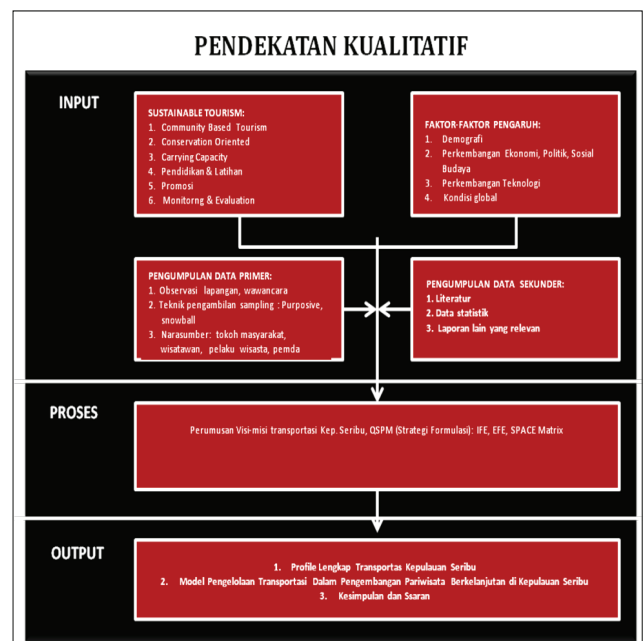 PENDEKATAN KUALITATIF
INPUT
SUSTAINABLE TOURISM:
1. Community Based Tourism
2. Conservation Oriented
3. Carrying Capacity
4. Pendidikan & Latihan
5. Promosi
6. Monitorng & Evaluation
FAKTOR-FAKTOR PENGARUH:
1. Demografi
2. Perkembangan Ekonomi, Politik, Sosial
Budaya
3. Perkembangan Teknologi
4. Kondisi global
PENGUMPULAN DATA PRIMER:
1. Observasi lapangan, wawancara
2. Teknik pengambilan sampling : Purposive,
snowball
3. Narasumber: tokoh masyarakat,
wisatawan, pelaku wisasta, pemda
PENGUMPULAN DATA SEKUNDER:
1. Literatur
2. Data statistik
3. Laporan lain yang relevan
PROSES
Perumusan Visi-misi transportasi Kep. Seribu, QSPM (Strategi Formulasi): IFE, EFE, SPACE Matrix
OUTPUT
1. Profile Lengkap Transportas Kepulauan Seribu
2. Model Pengelolaan Transportasi Dalam Pengembangan Pariwisata Berkelanjutan di Kepulauan Seribu
3. Kesimpulan dan Ssaran